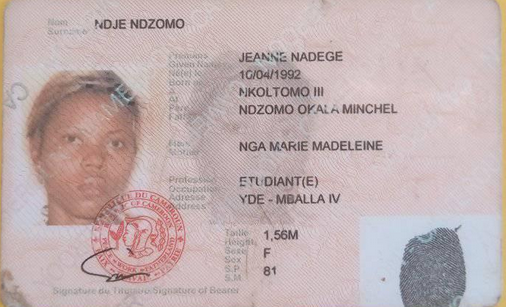 Nom
Surname
NDJE NDZOMO
Prénoms
Given Names
JEANNE NADEGE
Né(e) le
Born on
10/04/1992
À
At
NKOLTOMO III
Père
NDZOMO OKALA MINCHEL
Mère
Mother
NGA MARIE MADELEINE
Profession
Occupation
ETUDIANT(E)
Adresse
Address
YDE - MBALLA IV
Taille
Height
1,56M
Sexe
Sex
F
S.P.
S.M.
81
Signature du Titulaire/Signature of Bearer